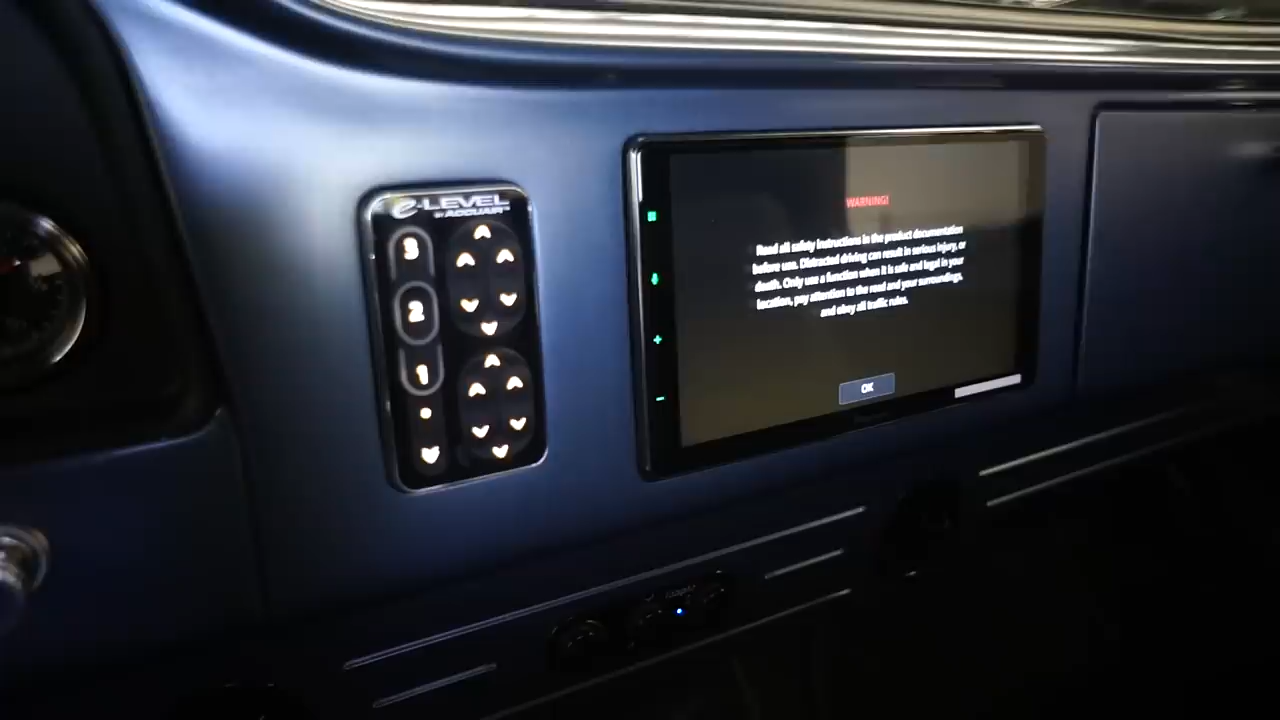 e-LEVEL
BY ACCUAIR
3
2
1
WARNING!
Read all safety instructions in the product documentation
before use. Distracted driving can result in serious injury, or
death. Only use a function when it is safe and legal in your
location, pay attention to the road and your surroundings,
and obey all traffic rules.
OK